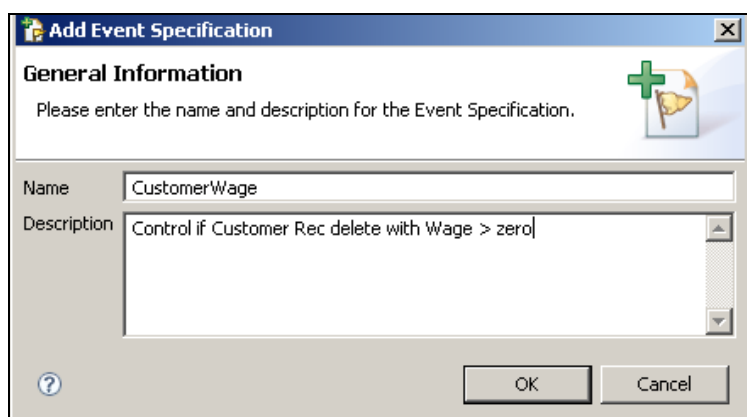 Add Event Specification
General Information
Please enter the name and description for the Event Specification.
Name CustomerWage
Description Control if Customer Rec delete with Wage > zero
? OK Cancel